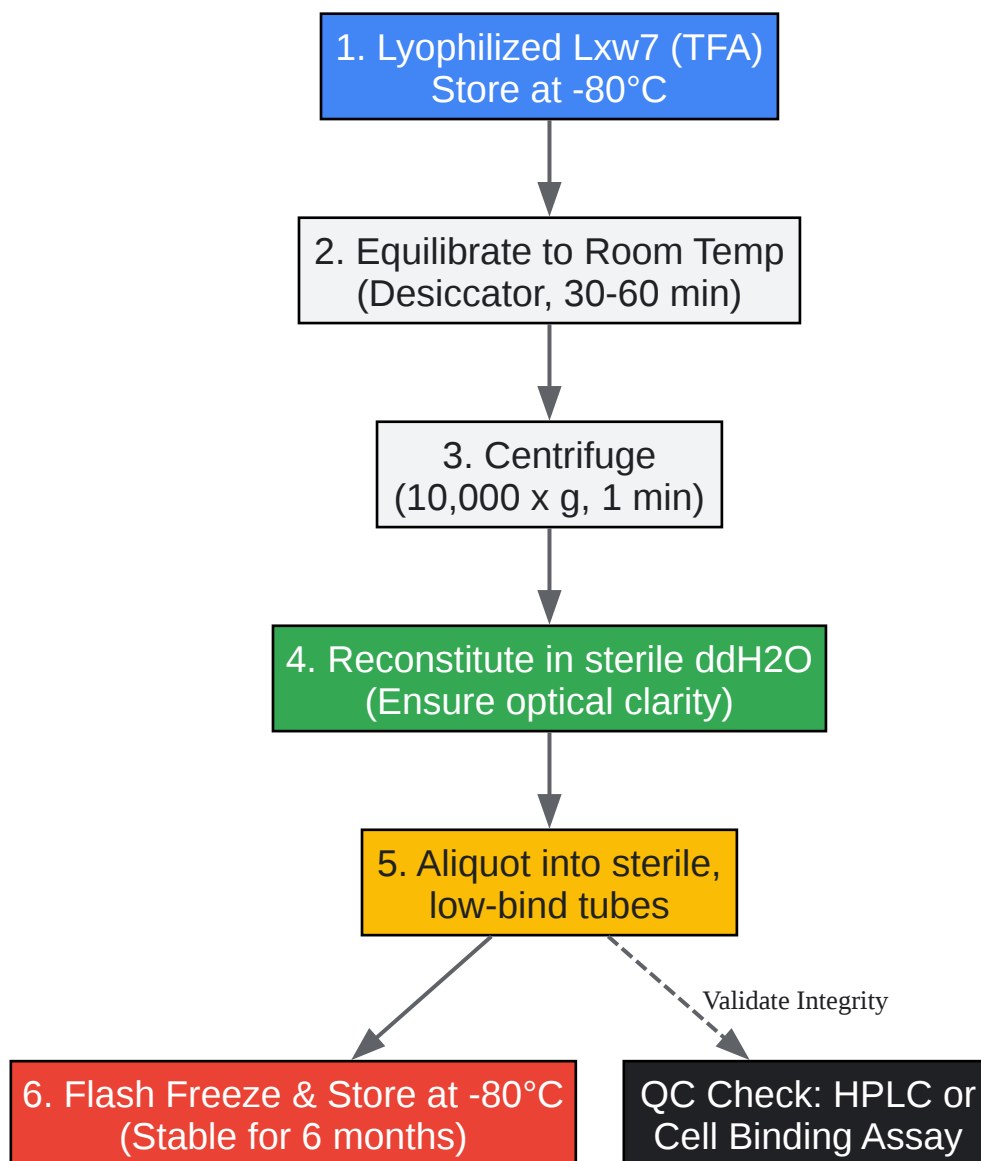 1. Lyophilized Lxw7 (TFA)
Store at -80°C
2. Equilibrate to Room Temp
(Desiccator, 30-60 min)
3. Centrifuge
(10,000 x g, 1 min)
4. Reconstitute in sterile ddH2O
(Ensure optical clarity)
5. Aliquot into sterile,
low-bind tubes
Validate Integrity
6. Flash Freeze & Store at -80°C
(Stable for 6 months)
QC Check: HPLC or
Cell Binding Assay